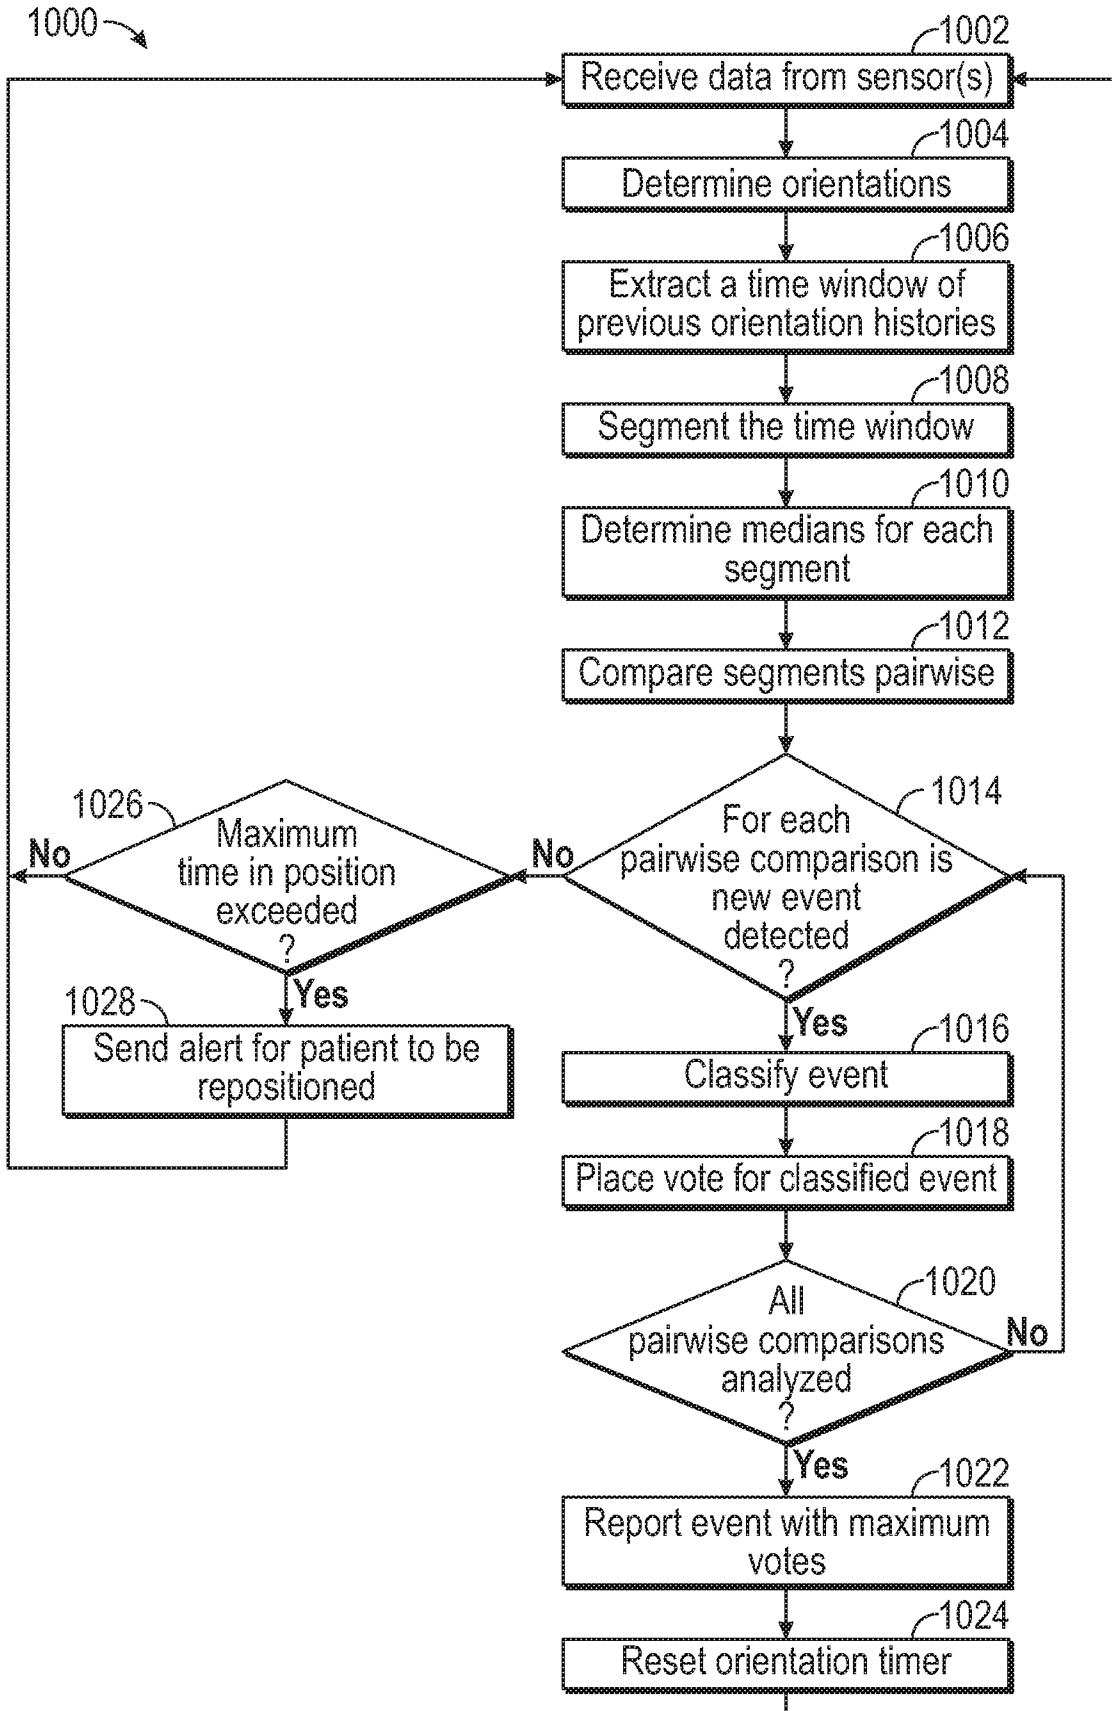 1000
1002
Receive data from sensor(s)
1004
Determine orientations
1006
Extract a time window of
previous orientation histories
1008
Segment the time window
1010
Determine medians for each
segment
1012
Compare segments pairwise
1014
For each
pairwise comparison is
new event
detected
?
No
Yes
1026
Maximum
time in position
exceeded
?
No
Yes
1028
Send alert for patient to be
repositioned
1016
Classify event
1018
Place vote for classified event
1020
All
pairwise comparisons
analyzed
?
No
Yes
1022
Report event with maximum
votes
1024
Reset orientation timer